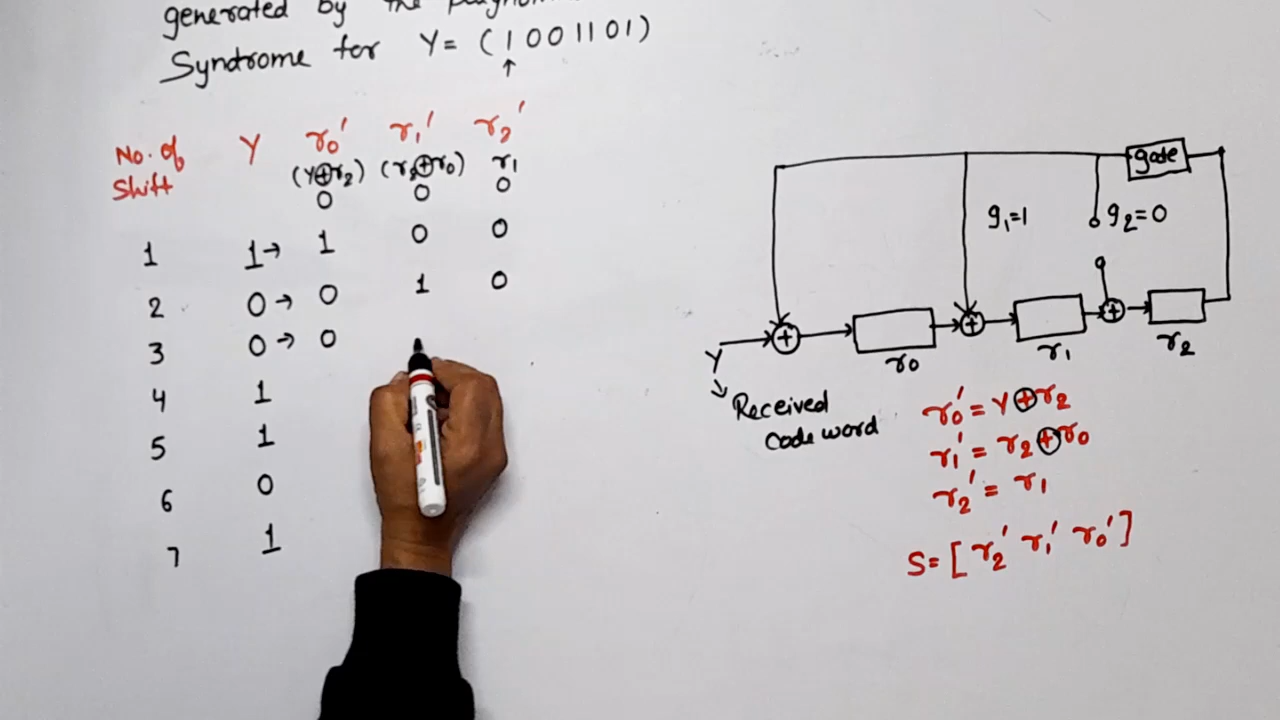 generated by the
Syndrome for Y= (1001101)
↑
No. of Shift Y r0' r1' r2'
(Y⊕r2) (r2⊕r0) r1
0 0 0
1 1→ 1 0 0
2 0→ 0 1 0
3 0→ 0
4 1
5 1
6 0
7 1
gate
g1=1 g2=0
Y r0 r1 r2
Received
Code word
r0' = Y⊕r2
r1' = r2⊕r0
r2' = r1
S= [r2' r1' r0']